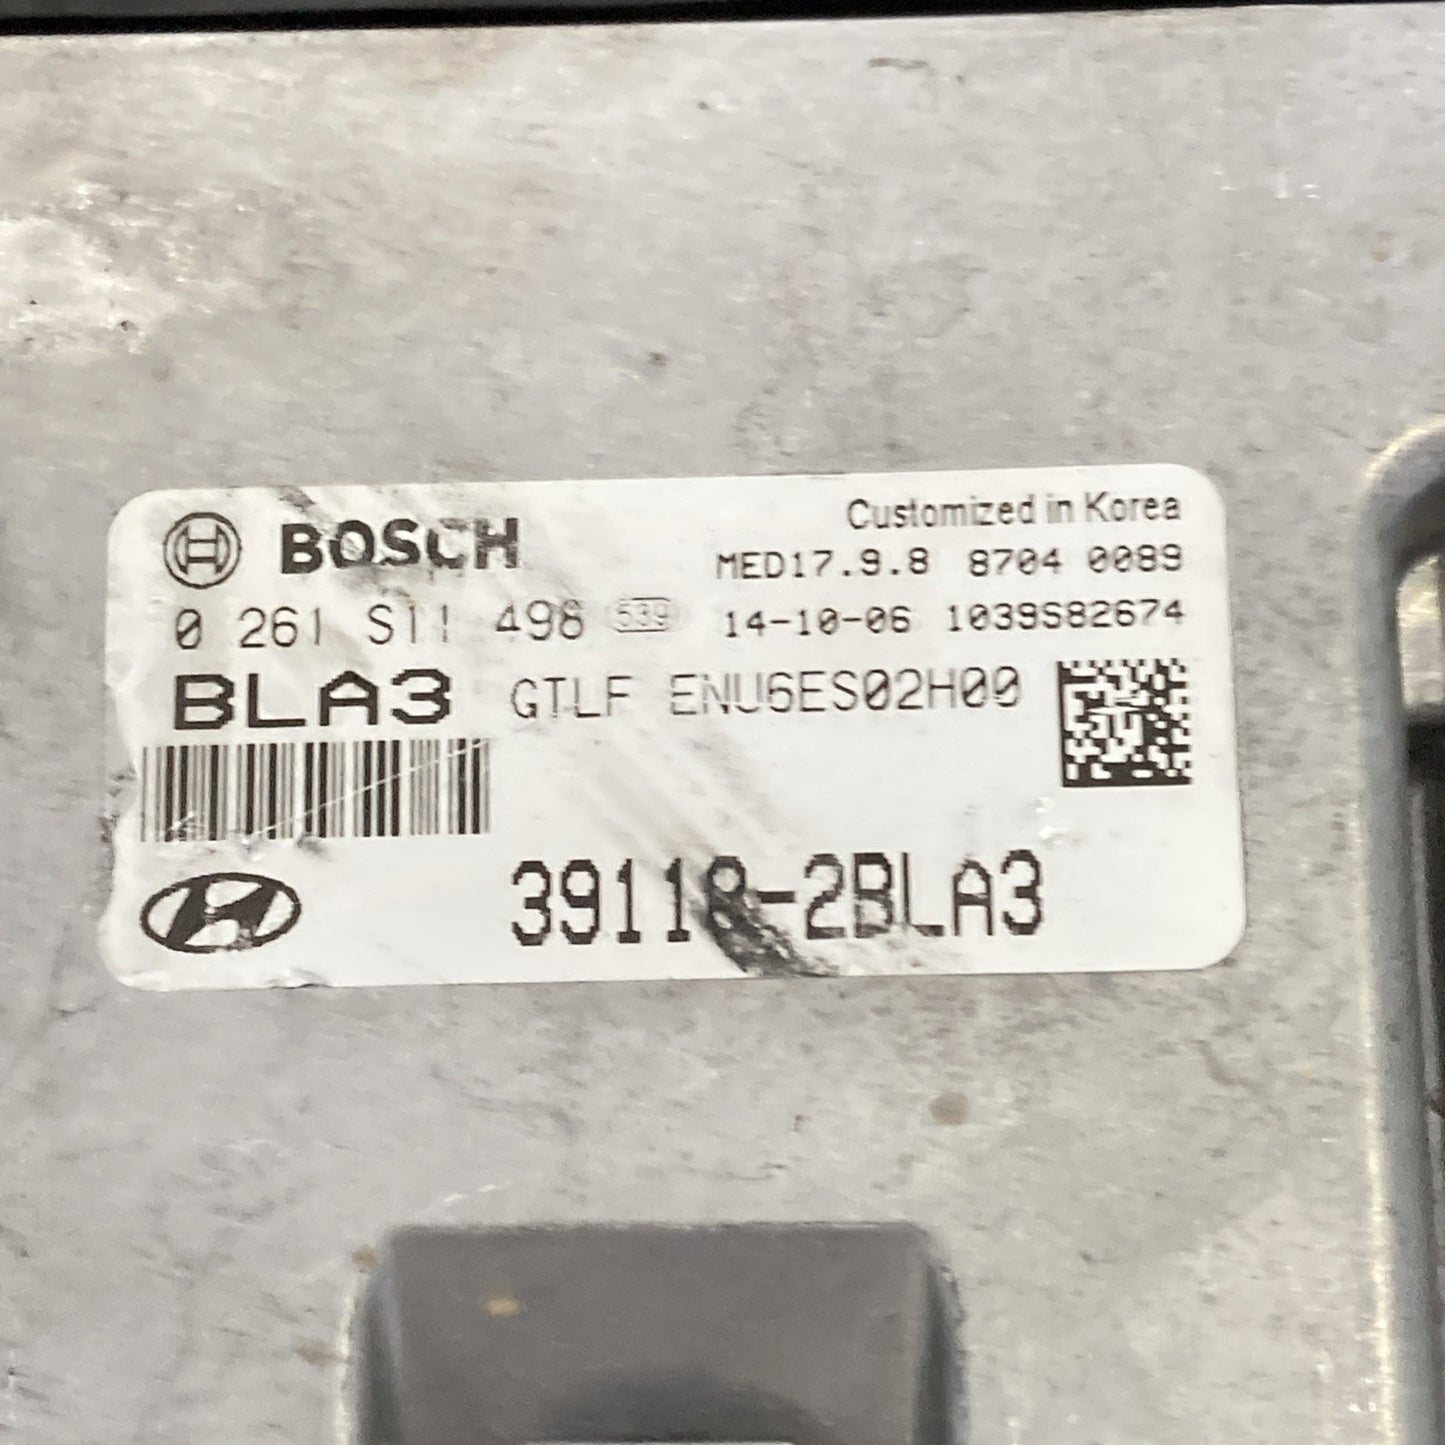 BOSCH
Customized in Korea
MED17.9.8 8704 0089
0 261 S11 498 539
14-10-06 1039S82674
BLA3 GTLF ENU6ES02H00
39118-2BLA3